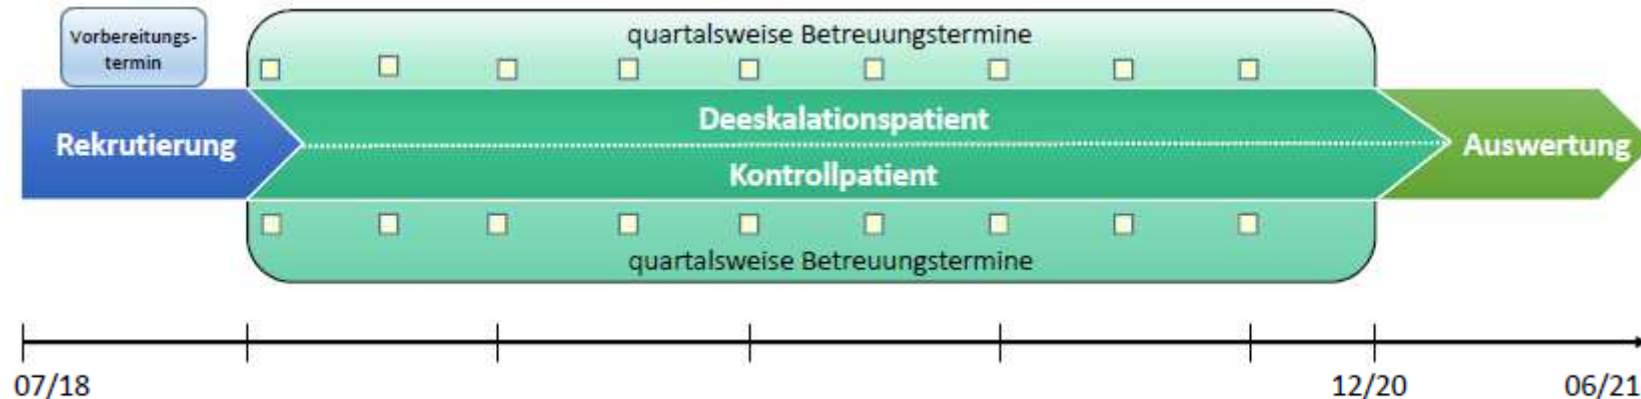 Vorbereitungs-
termin
quartalsweise Betreuungstermine
Rekrutierung
Deeskalationspatient
Kontrollpatient
Auswertung
quartalsweise Betreuungstermine
07/18
12/20
06/21